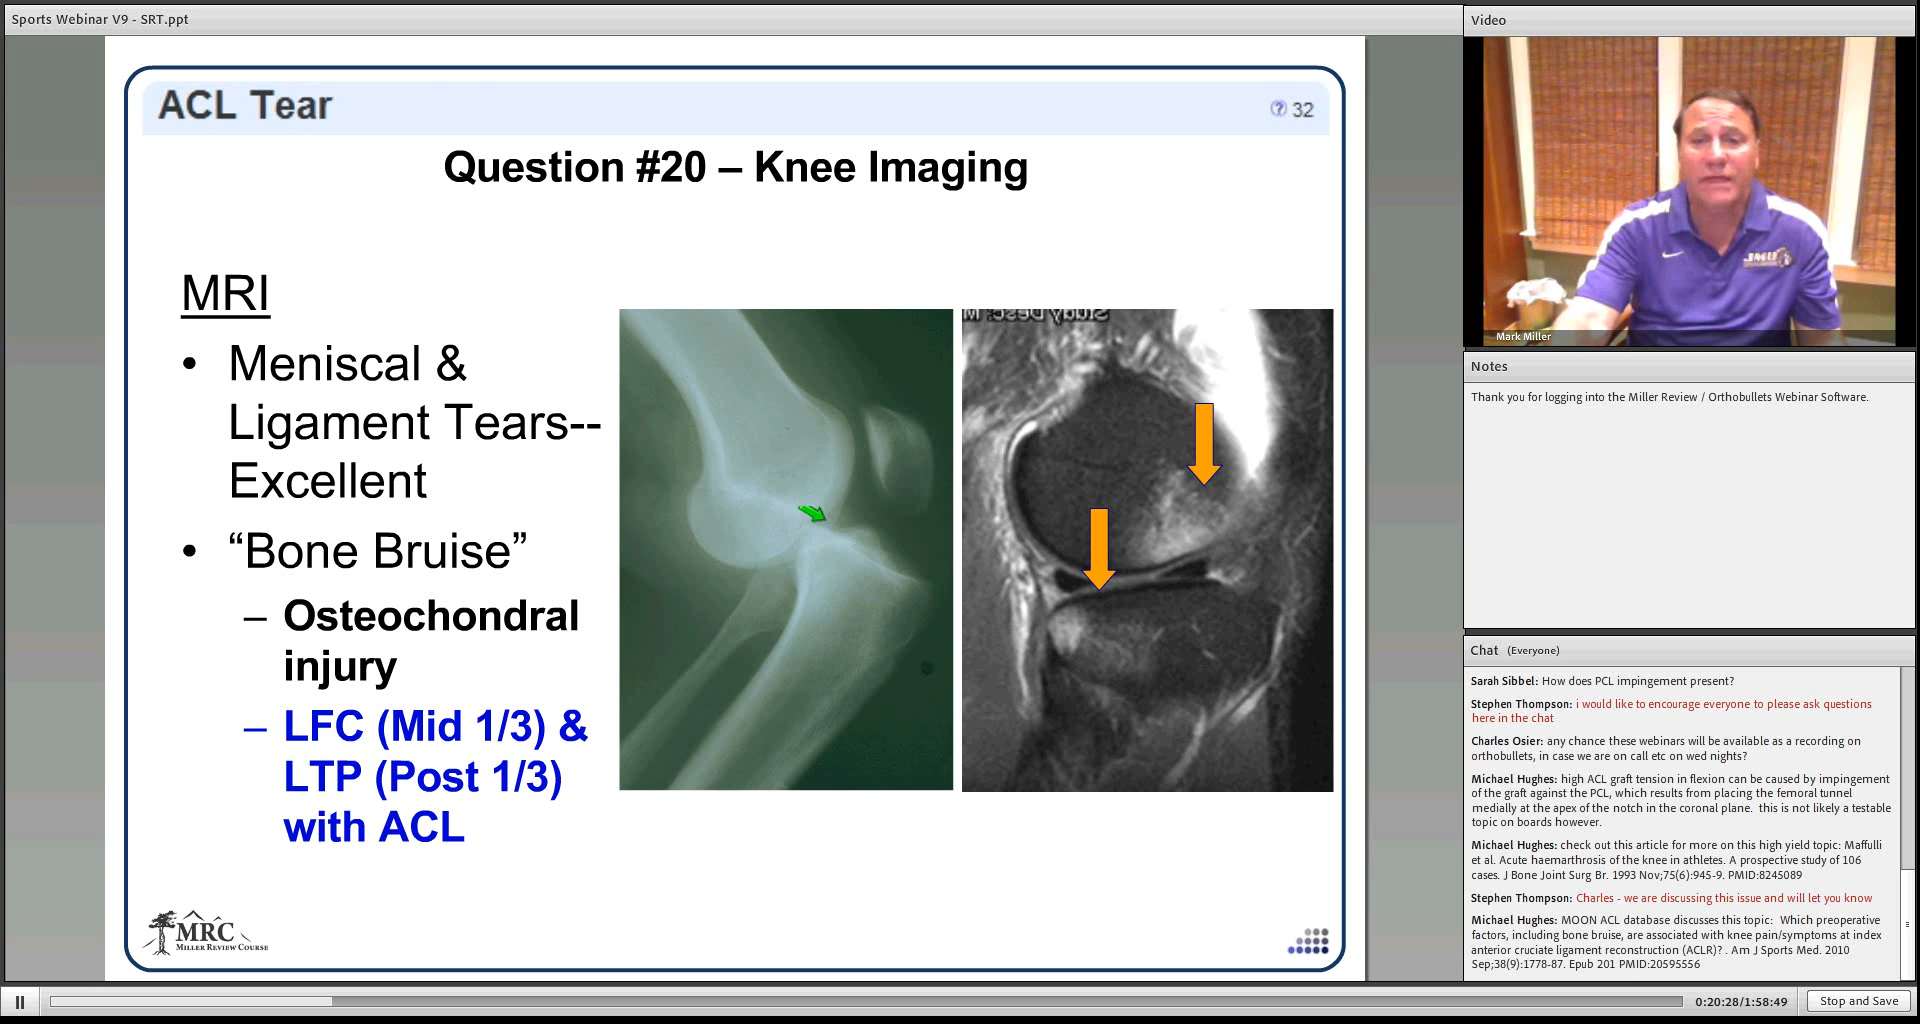 Sports Webinar V9 - SRT.ppt
ACL Tear
32
Question #20 – Knee Imaging
MRI
• Meniscal &
Ligament Tears--
Excellent
• “Bone Bruise”
– Osteochondral
injury
– LFC (Mid 1/3) &
LTP (Post 1/3)
with ACL
MRC
MILLER REVIEW COURSE
Video
JMU
Mark Miller
Notes
Thank you for logging into the Miller Review / Orthobullets Webinar Software.
Chat (Everyone)
Sarah Sibbel: How does PCL impingement present?
Stephen Thompson: i would like to encourage everyone to please ask questions
here in the chat
Charles Osier: any chance these webinars will be available as a recording on
orthobullets, in case we are on call etc on wed nights?
Michael Hughes: high ACL graft tension in flexion can be caused by impingement
of the graft against the PCL, which results from placing the femoral tunnel
medially at the apex of the notch in the coronal plane. this is not likely a testable
topic on boards however.
Michael Hughes: check out this article for more on this high yield topic: Maffulli
et al. Acute haemarthrosis of the knee in athletes. A prospective study of 106
cases. J Bone Joint Surg Br. 1993 Nov;75(6):945-9. PMID:8245089
Stephen Thompson: Charles - we are discussing this issue and will let you know
Michael Hughes: MOON ACL database discusses this topic: Which preoperative
factors, including bone bruise, are associated with knee pain/symptoms at index
anterior cruciate ligament reconstruction (ACLR)? . Am J Sports Med. 2010
Sep;38(9):1778-87. Epub 201 PMID:20595556
0:20:28/1:58:49
Stop and Save